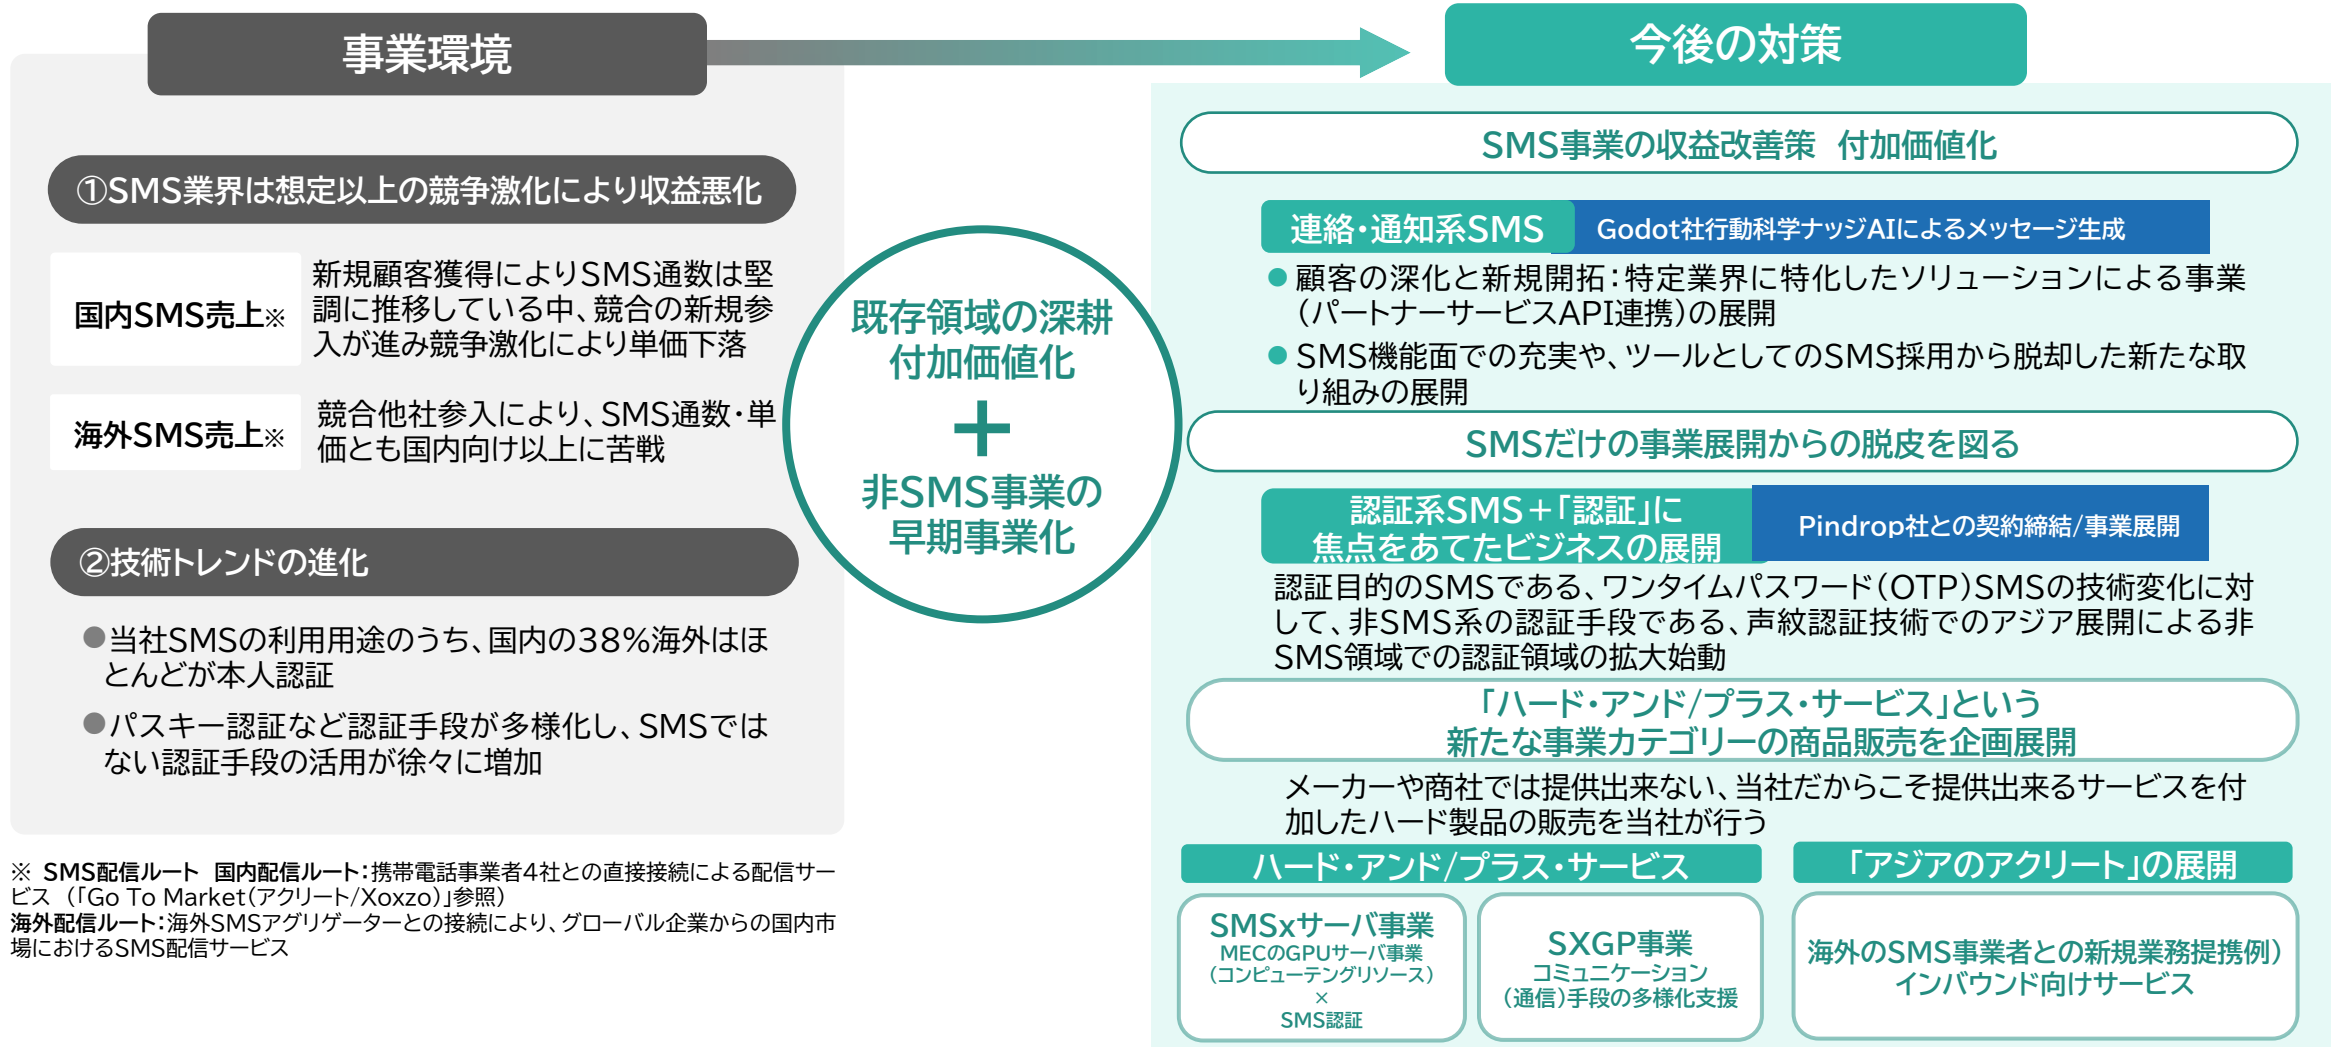 事業環境
今後の対策
①SMS業界は想定以上の競争激化により収益悪化
国内SMS売上※
新規顧客獲得によりSMS通数は堅
調に推移している中、競合の新規参
入が進み競争激化により単価下落
海外SMS売上※
競合他社参入により、SMS通数・単
価とも国内向け以上に苦戦
②技術トレンドの進化
●当社SMSの利用用途のうち、国内の38%海外はほ
とんどが本人認証
●パスキー認証など認証手段が多様化し、SMSでは
ない認証手段の活用が徐々に増加
※ SMS配信ルート 国内配信ルート：携帯電話事業者4社との直接接続による配信サー
ビス （「Go To Market（アクリート/Xoxzo）」参照）
海外配信ルート：海外SMSアグリゲーターとの接続により、グローバル企業からの国内市
場におけるSMS配信サービス
既存領域の深耕
付加価値化
＋
非SMS事業の
早期事業化
SMS事業の収益改善策 付加価値化
連絡・通知系SMS
Godot社行動科学ナッジAIによるメッセージ生成
● 顧客の深化と新規開拓：特定業界に特化したソリューションによる事業
（パートナーサービスAPI連携）の展開
● SMS機能面での充実や、ツールとしてのSMS採用から脱却した新たな取
り組みの展開
SMSだけの事業展開からの脱皮を図る
認証系SMS＋「認証」に
焦点をあてたビジネスの展開
Pindrop社との契約締結/事業展開
認証目的のSMSである、ワンタイムパスワード（OTP）SMSの技術変化に対
して、非SMS系の認証手段である、声紋認証技術でのアジア展開による非
SMS領域での認証領域の拡大始動
「ハード・アンド/プラス・サービス」という
新たな事業カテゴリーの商品販売を企画展開
メーカーや商社では提供出来ない、当社だからこそ提供出来るサービスを付
加したハード製品の販売を当社が行う
ハード・アンド/プラス・サービス
「アジアのアクリート」の展開
SMSxサーバ事業
MECのGPUサーバ事業
（コンピューテングリソース）
×
SMS認証
SXGP事業
コミュニケーション
（通信）手段の多様化支援
海外のSMS事業者との新規業務提携例）
インバウンド向けサービス